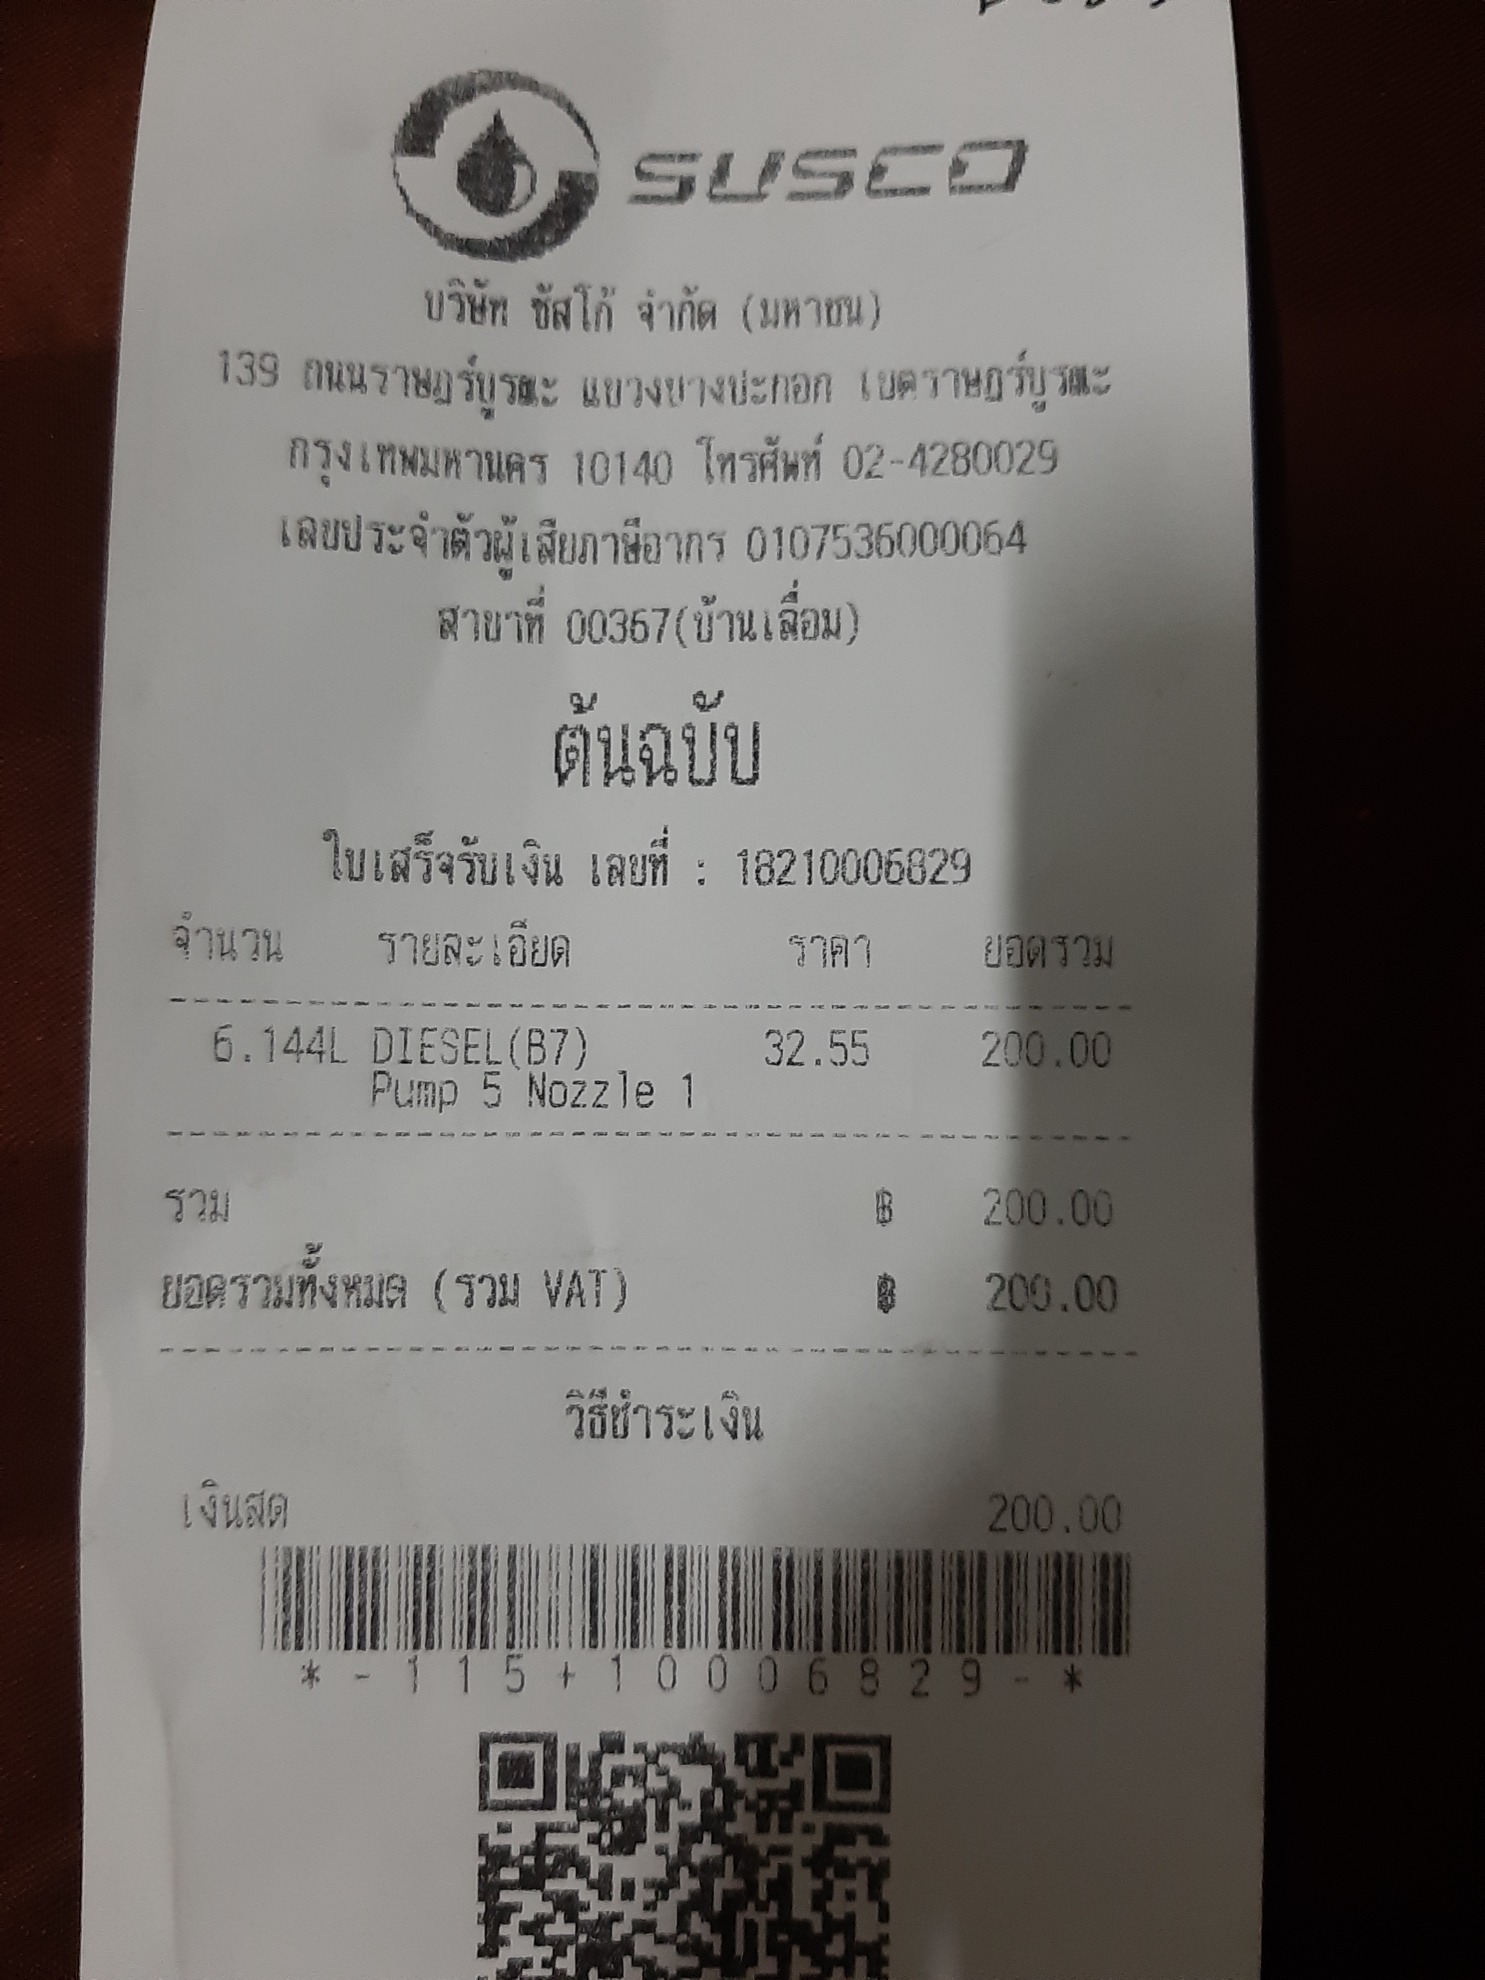 SUSCO
บริษัท ซัสโก้ จำกัด (มหาชน)
139 ถนนราษฎร์บูรณะ แขวงบางปะกอก เขตราษฎร์บูรณะ
กรุงเทพมหานคร 10140 โทรศัพท์ 02-4280029
เลขประจำตัวผู้เสียภาษีอากร 0107536000064
สาขาที่ 00367(บ้านเลื่อม)
ต้นฉบับ
ใบเสร็จรับเงิน เลขที่ : 18210006829
จำนวน รายละเอียด ราคา ยอดรวม
6.144L DIESEL(B7) 32.55 200.00
Pump 5 Nozzle 1
รวม ฿ 200.00
ยอดรวมทั้งหมด (รวม VAT) ฿ 200.00
วิธีชำระเงิน
เงินสด 200.00
*-115+10006829-*